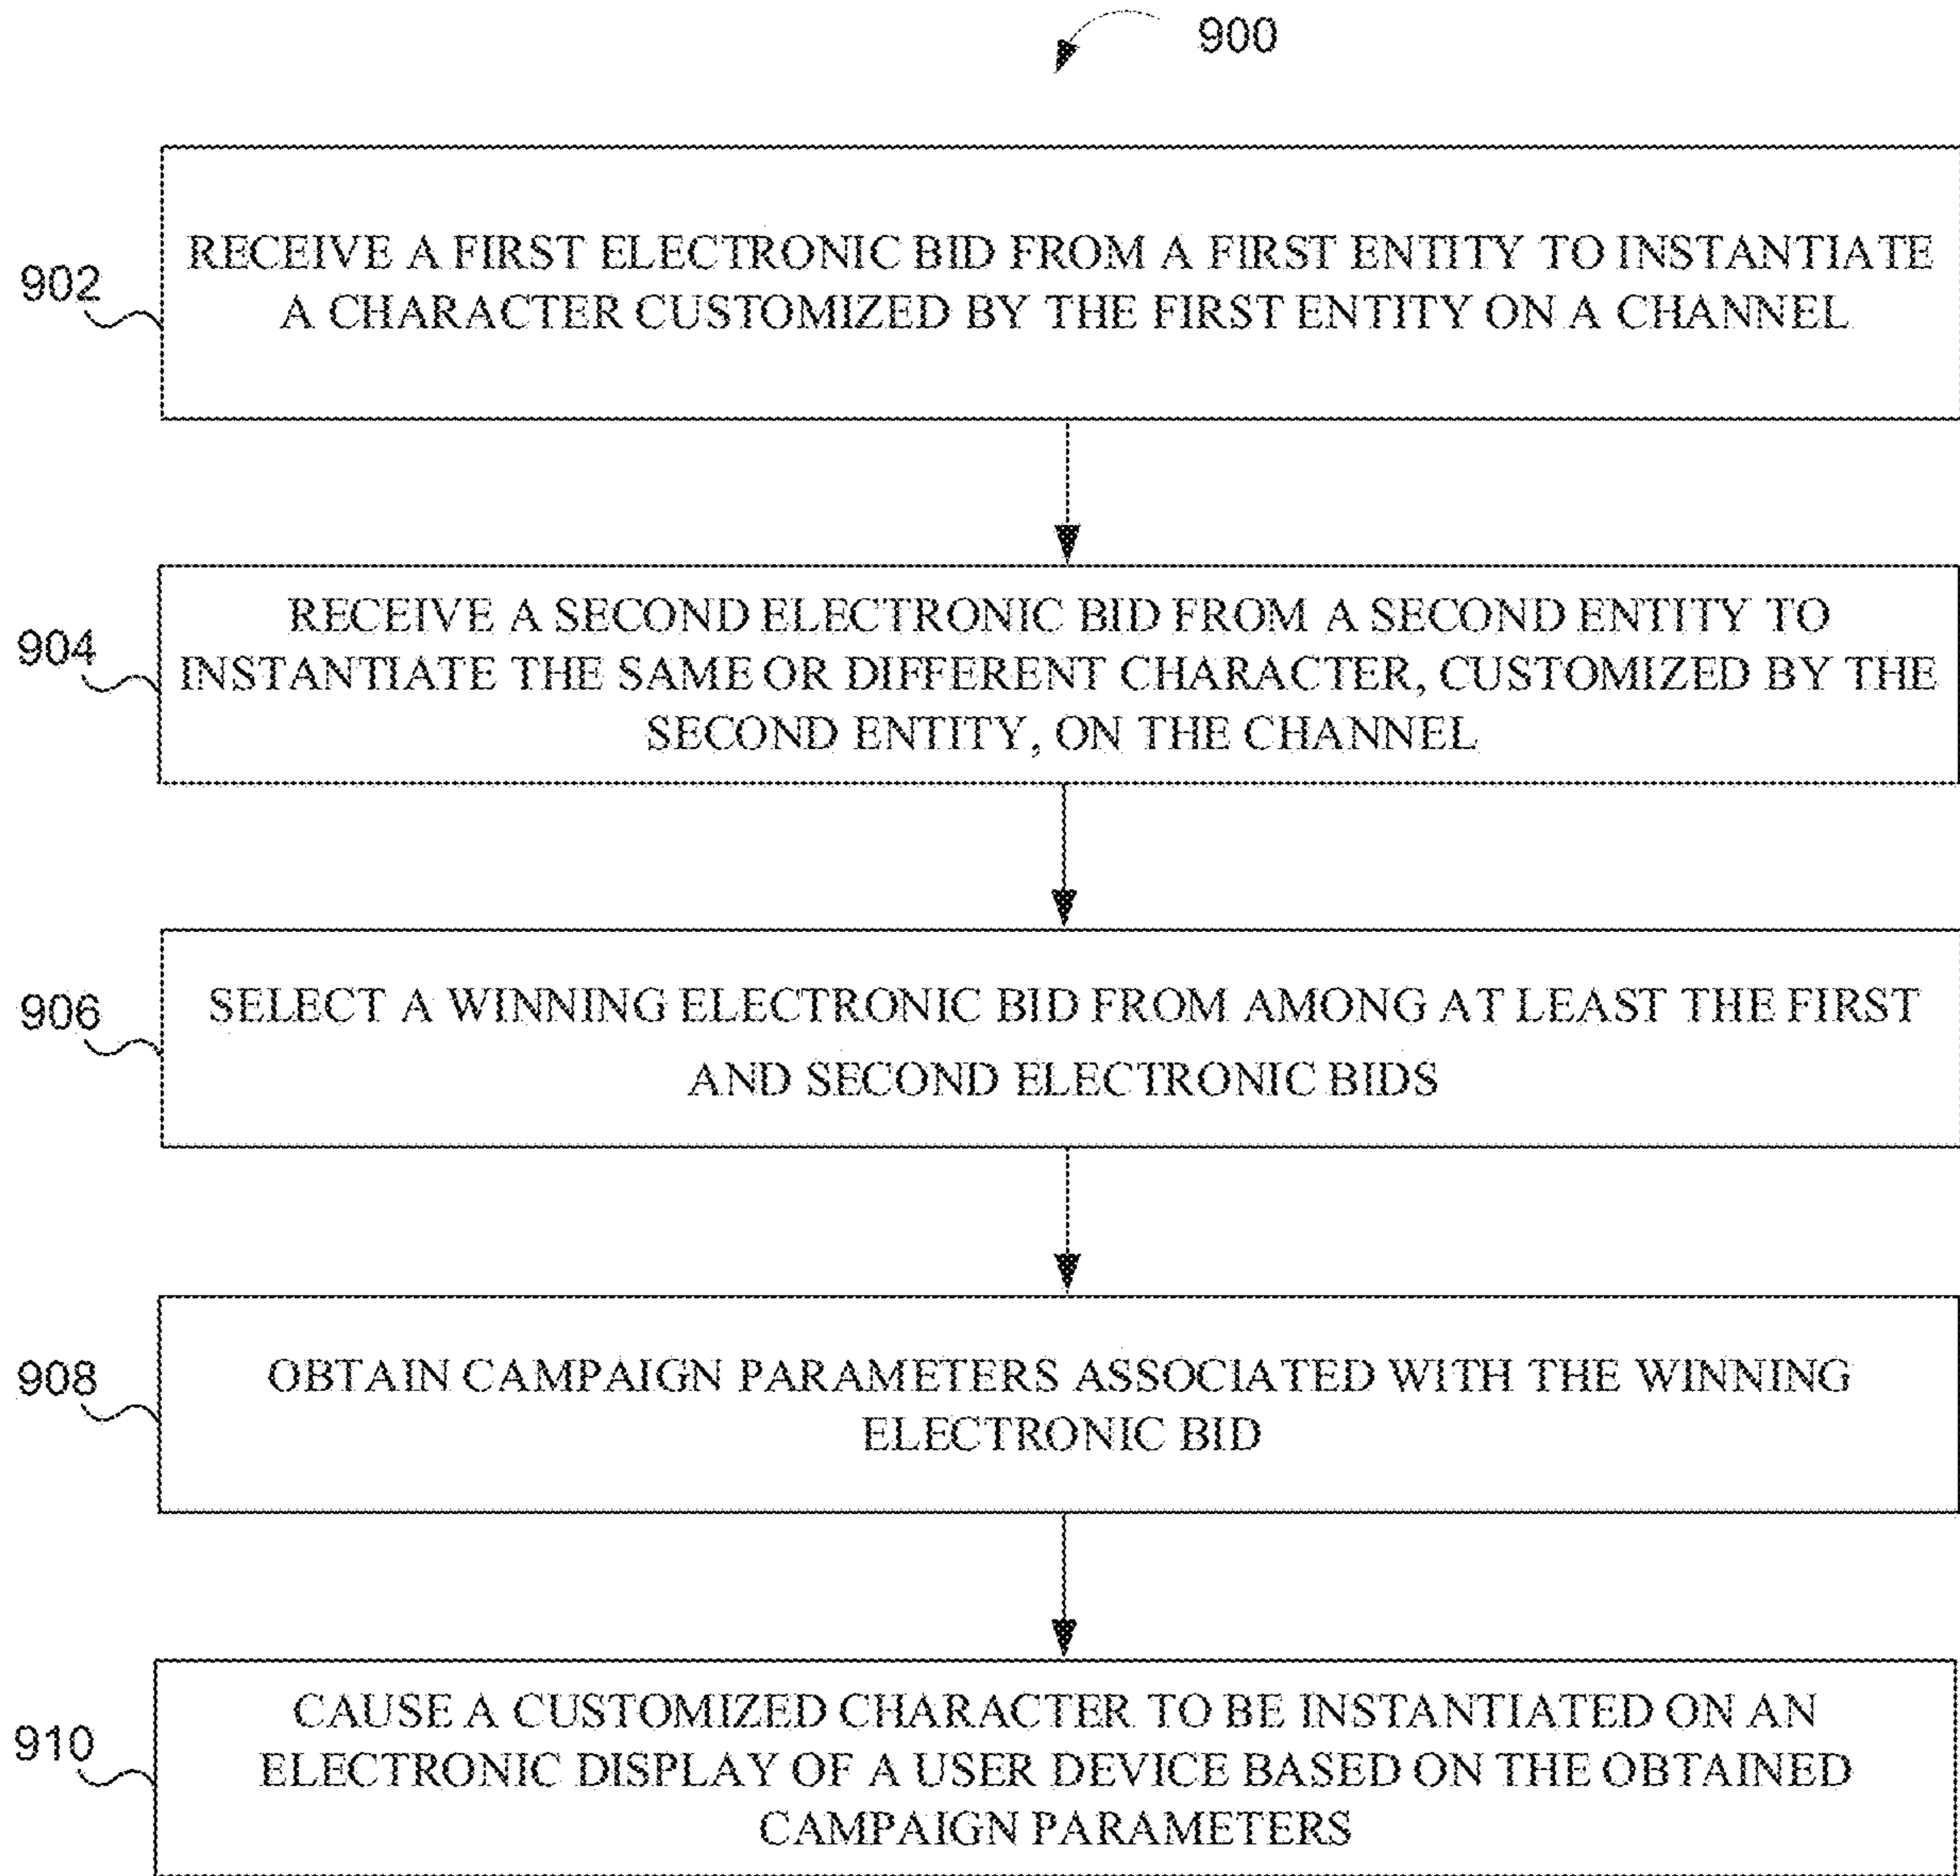 900
902
RECEIVE A FIRST ELECTRONIC BID FROM A FIRST ENTITY TO INSTANTIATE
A CHARACTER CUSTOMIZED BY THE FIRST ENTITY ON A CHANNEL
904
RECEIVE A SECOND ELECTRONIC BID FROM A SECOND ENTITY TO
INSTANTIATE THE SAME OR DIFFERENT CHARACTER, CUSTOMIZED BY THE
SECOND ENTITY, ON THE CHANNEL
906
SELECT A WINNING ELECTRONIC BID FROM AMONG AT LEAST THE FIRST
AND SECOND ELECTRONIC BIDS
908
OBTAIN CAMPAIGN PARAMETERS ASSOCIATED WITH THE WINNING
ELECTRONIC BID
910
CAUSE A CUSTOMIZED CHARACTER TO BE INSTANTIATED ON AN
ELECTRONIC DISPLAY OF A USER DEVICE BASED ON THE OBTAINED
CAMPAIGN PARAMETERS